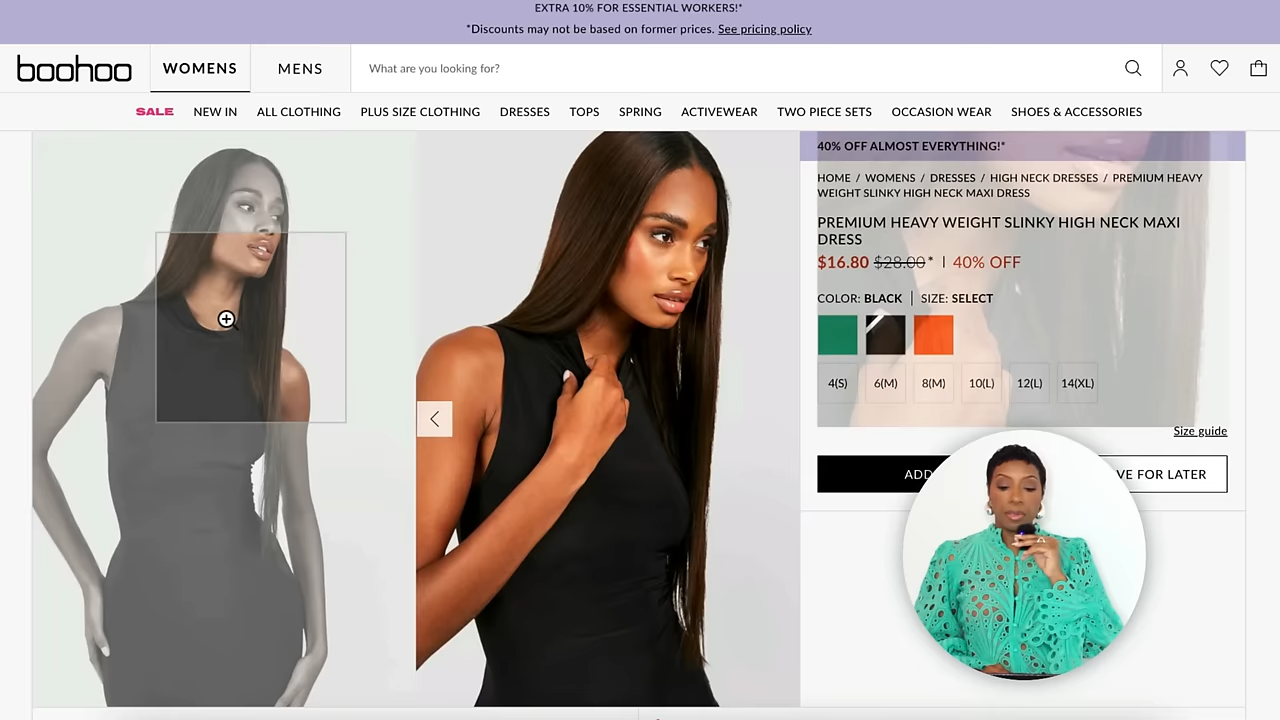 EXTRA 10% FOR ESSENTIAL WORKERS!*
*Discounts may not be based on former prices. See pricing policy
boohoo
WOMENS
MENS
What are you looking for?
SALE
NEW IN
ALL CLOTHING
PLUS SIZE CLOTHING
DRESSES
TOPS
SPRING
ACTIVEWEAR
TWO PIECE SETS
OCCASION WEAR
SHOES & ACCESSORIES
40% OFF ALMOST EVERYTHING!*
HOME / WOMENS / DRESSES / HIGH NECK DRESSES / PREMIUM HEAVY
WEIGHT SLINKY HIGH NECK MAXI DRESS
PREMIUM HEAVY WEIGHT SLINKY HIGH NECK MAXI
DRESS
$16.80 $28.00* | 40% OFF
COLOR: BLACK | SIZE: SELECT
4(S) 6(M) 8(M) 10(L) 12(L) 14(XL)
Size guide
ADD
VE FOR LATER